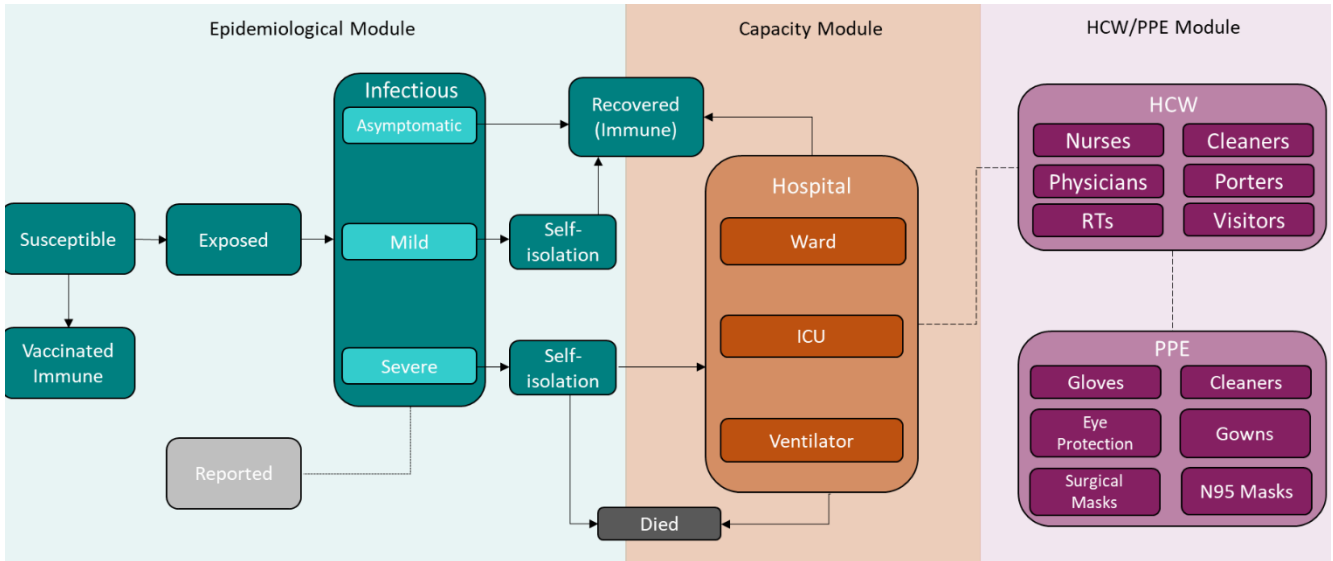 Epidemiological Module
Capacity Module
HCW/PPE Module
Infectious
Asymptomatic
Mild
Severe
Susceptible
Exposed
Vaccinated
Immune
Reported
Self-
isolation
Self-
isolation
Recovered
(Immune)
Died
Hospital
Ward
ICU
Ventilator
HCW
Nurses
Cleaners
Physicians
Porters
RTs
Visitors
PPE
Gloves
Cleaners
Eye
Protection
Gowns
Surgical
Masks
N95 Masks